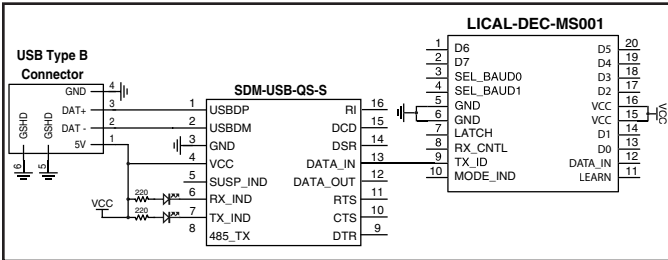 LICAL-DEC-MS001
1 D6 D5 20
2 D7 D4 19
3 SEL_BAUD0 D3 18
4 SEL_BAUD1 D2 17
5 GND VCC 16
6 GND VCC 15 VCC
7 LATCH D1 14
8 RX_CNTL D0 13
9 TX_ID DATA_IN 12
10 MODE_IND LEARN 11
USB Type B
Connector
GND 4
DAT+ 3
DAT - 2
5V 1
GSHD GSHD
6 5
SDM-USB-QS-S
1 USBDP RI 16
2 USBDM DCD 15
3 GND DSR 14
4 VCC DATA_IN 13
5 SUSP_IND DATA_OUT 12
220 6 RX_IND RTS 11
VCC 220 7 TX_IND CTS 10
8 485_TX DTR 9